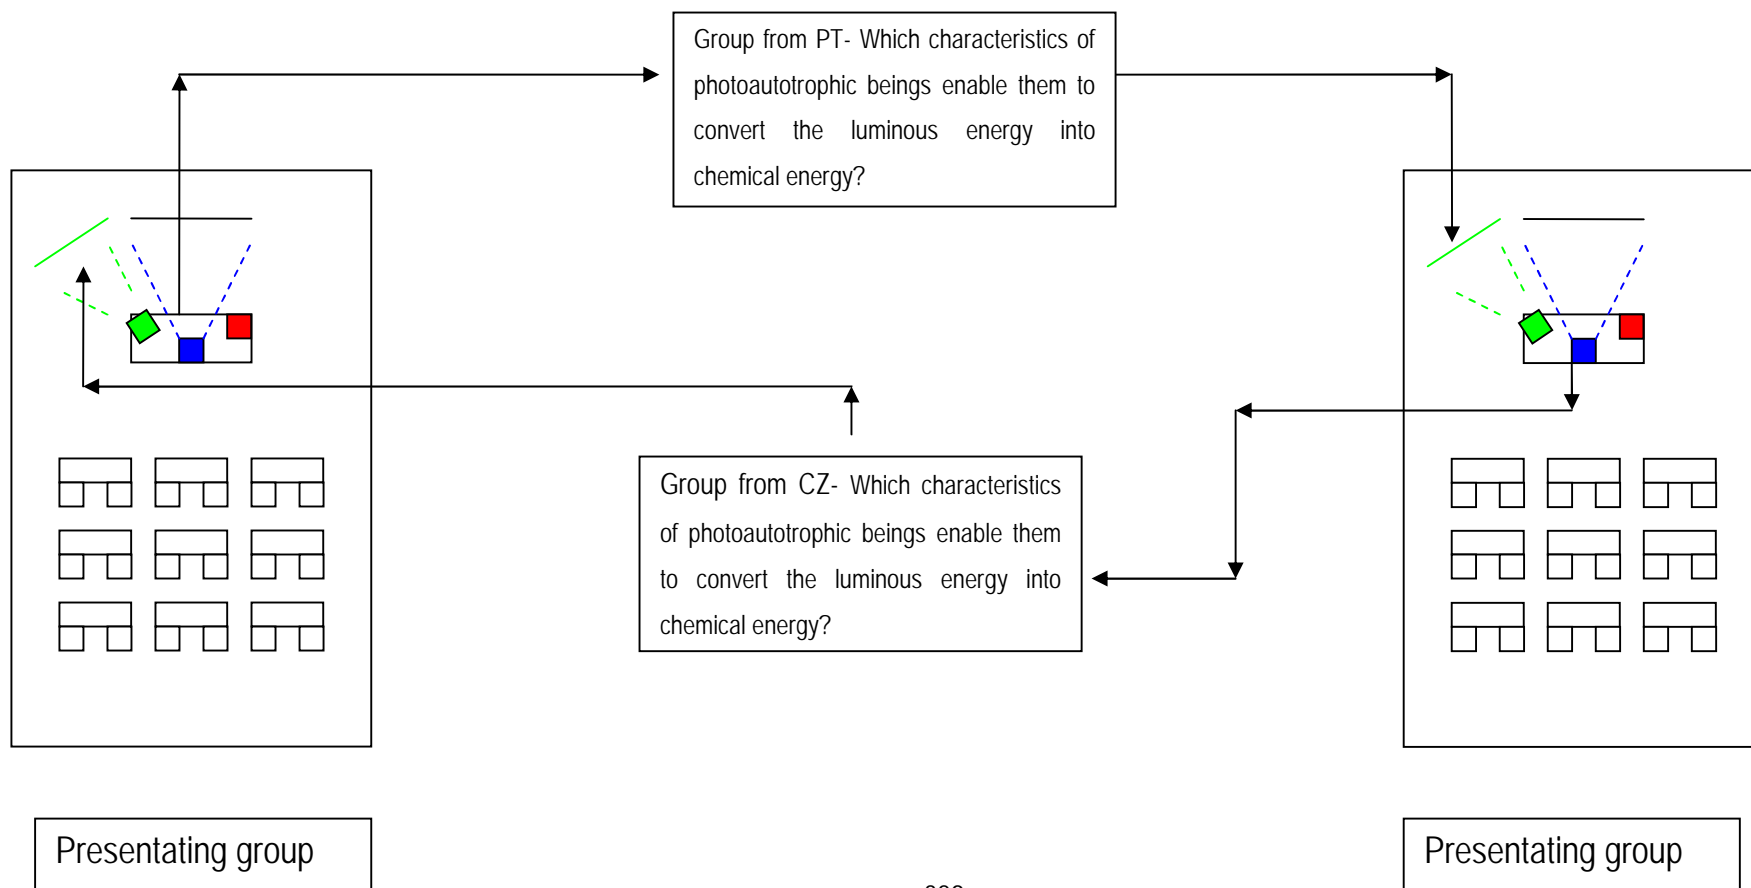 Group from PT- Which characteristics of
photoautotrophic beings enable them to
convert the luminous energy into
chemical energy?
Group from CZ- Which characteristics
of photoautotrophic beings enable them
to convert the luminous energy into
chemical energy?
Presentating group
Presentating group